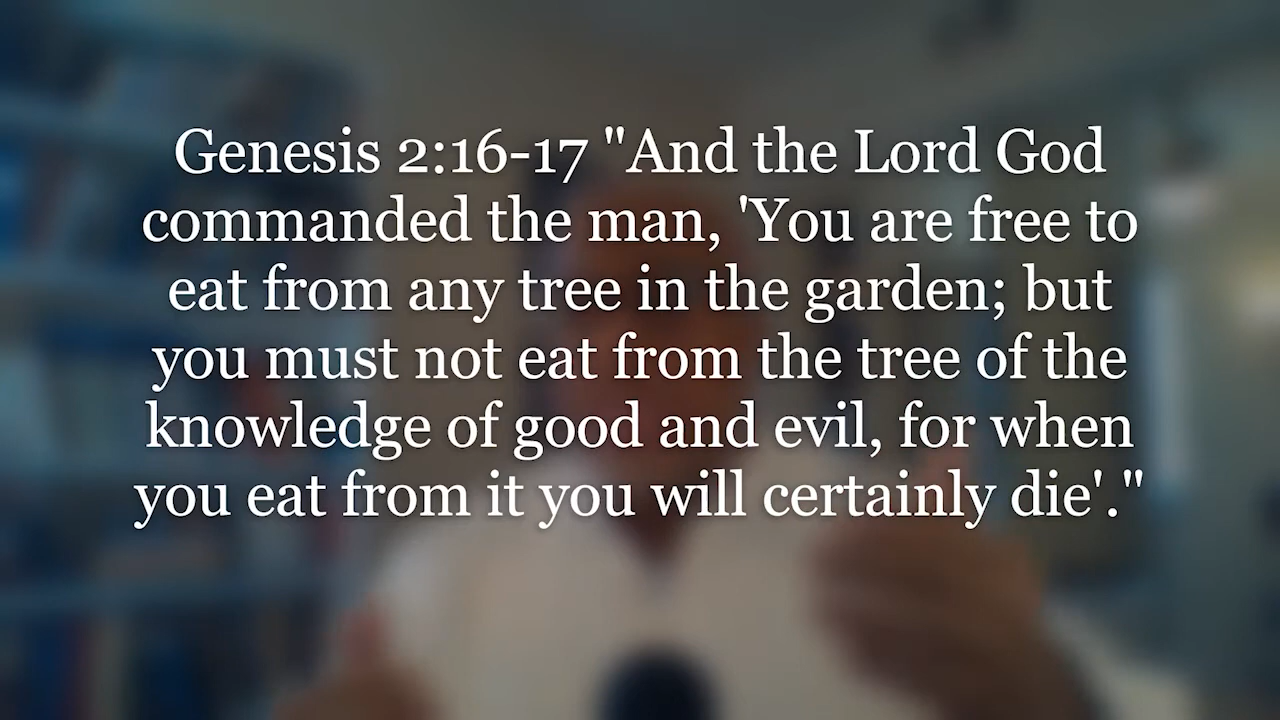 Genesis 2:16-17 "And the Lord God
commanded the man, 'You are free to
eat from any tree in the garden; but
you must not eat from the tree of the
knowledge of good and evil, for when
you eat from it you will certainly die'."